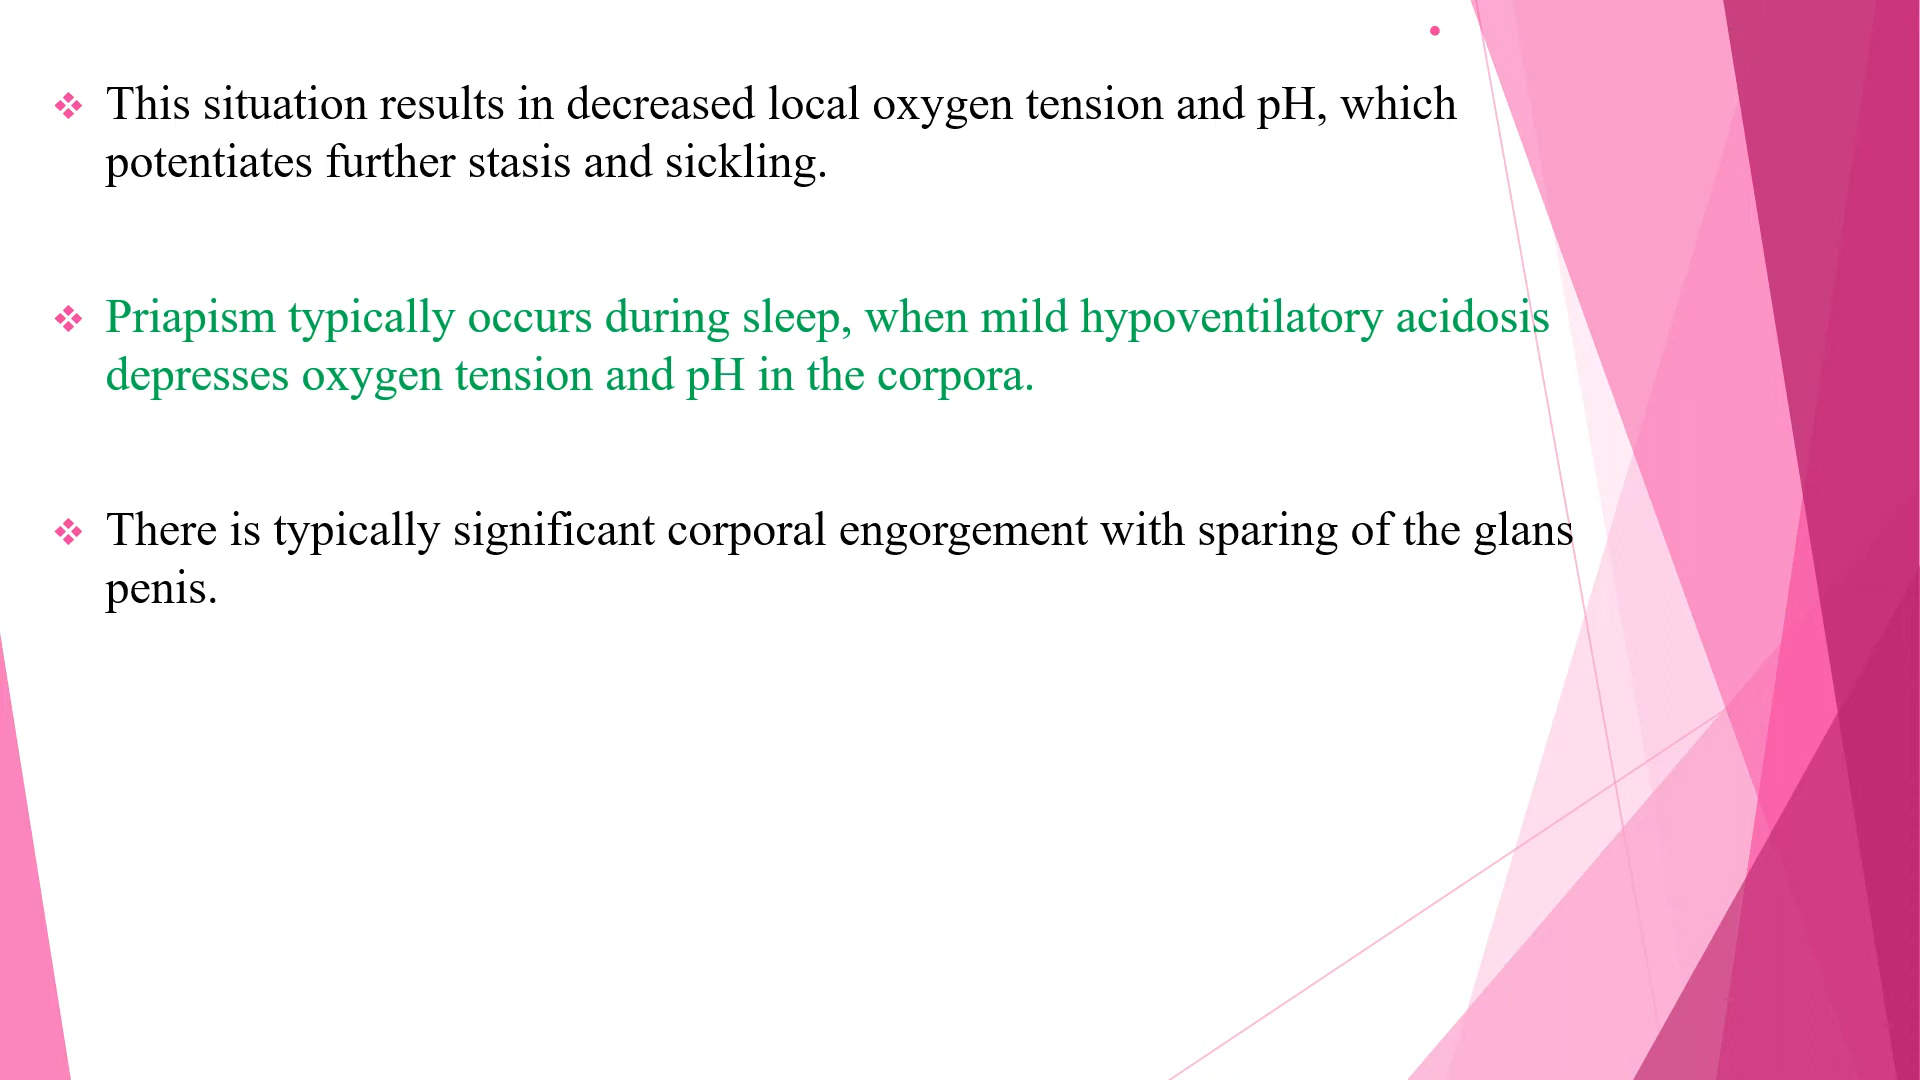 This situation results in decreased local oxygen tension and pH, which
potentiates further stasis and sickling.
Priapism typically occurs during sleep, when mild hypoventilatory acidosis
depresses oxygen tension and pH in the corpora.
There is typically significant corporal engorgement with sparing of the glans
penis.